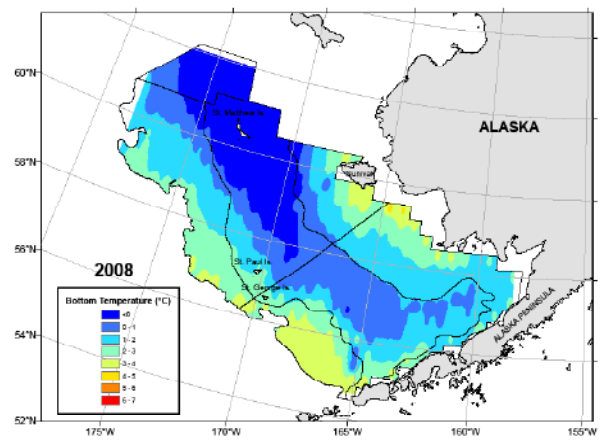 60°N
58°N
56°N
54°N
52°N
ALASKA
St. Matthew Is.
Nunivak
St. Paul Is.
St. George Is.
ALASKA PENINSULA
2008
Bottom Temperature (°C)
<0
0 - 1
1 - 2
2 - 3
3 - 4
4 - 5
5 - 6
6 - 7
175°W
170°W
165°W
160°W
155°W